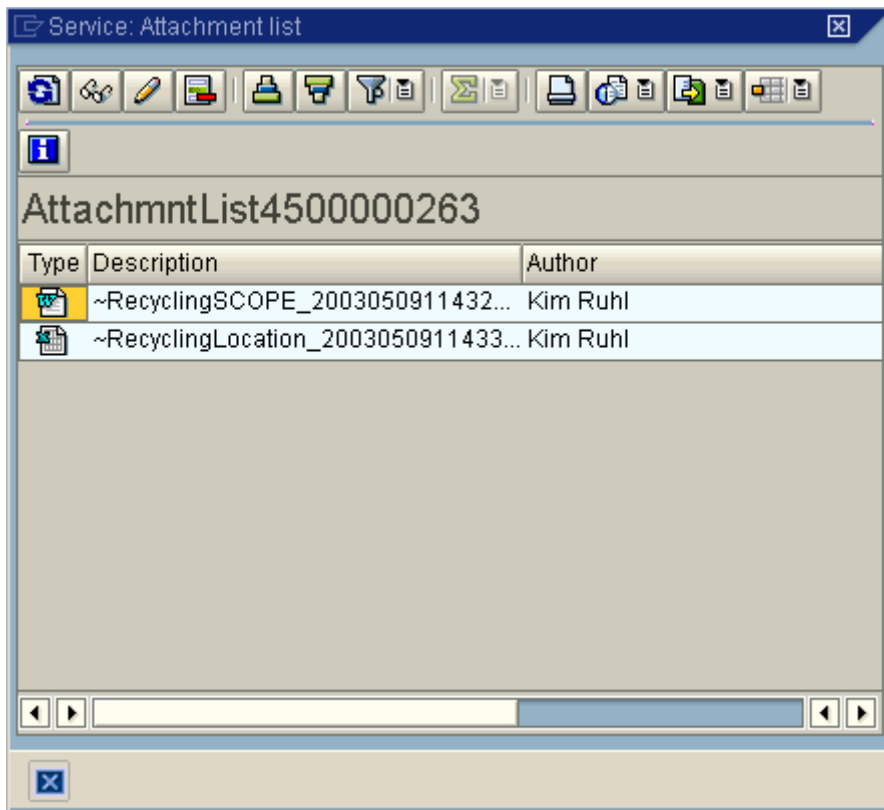 Service: Attachment list
AttachmntList4500000263
Type Description Author
~RecyclingSCOPE_2003050911432... Kim Ruhl
~RecyclingLocation_2003050911433... Kim Ruhl